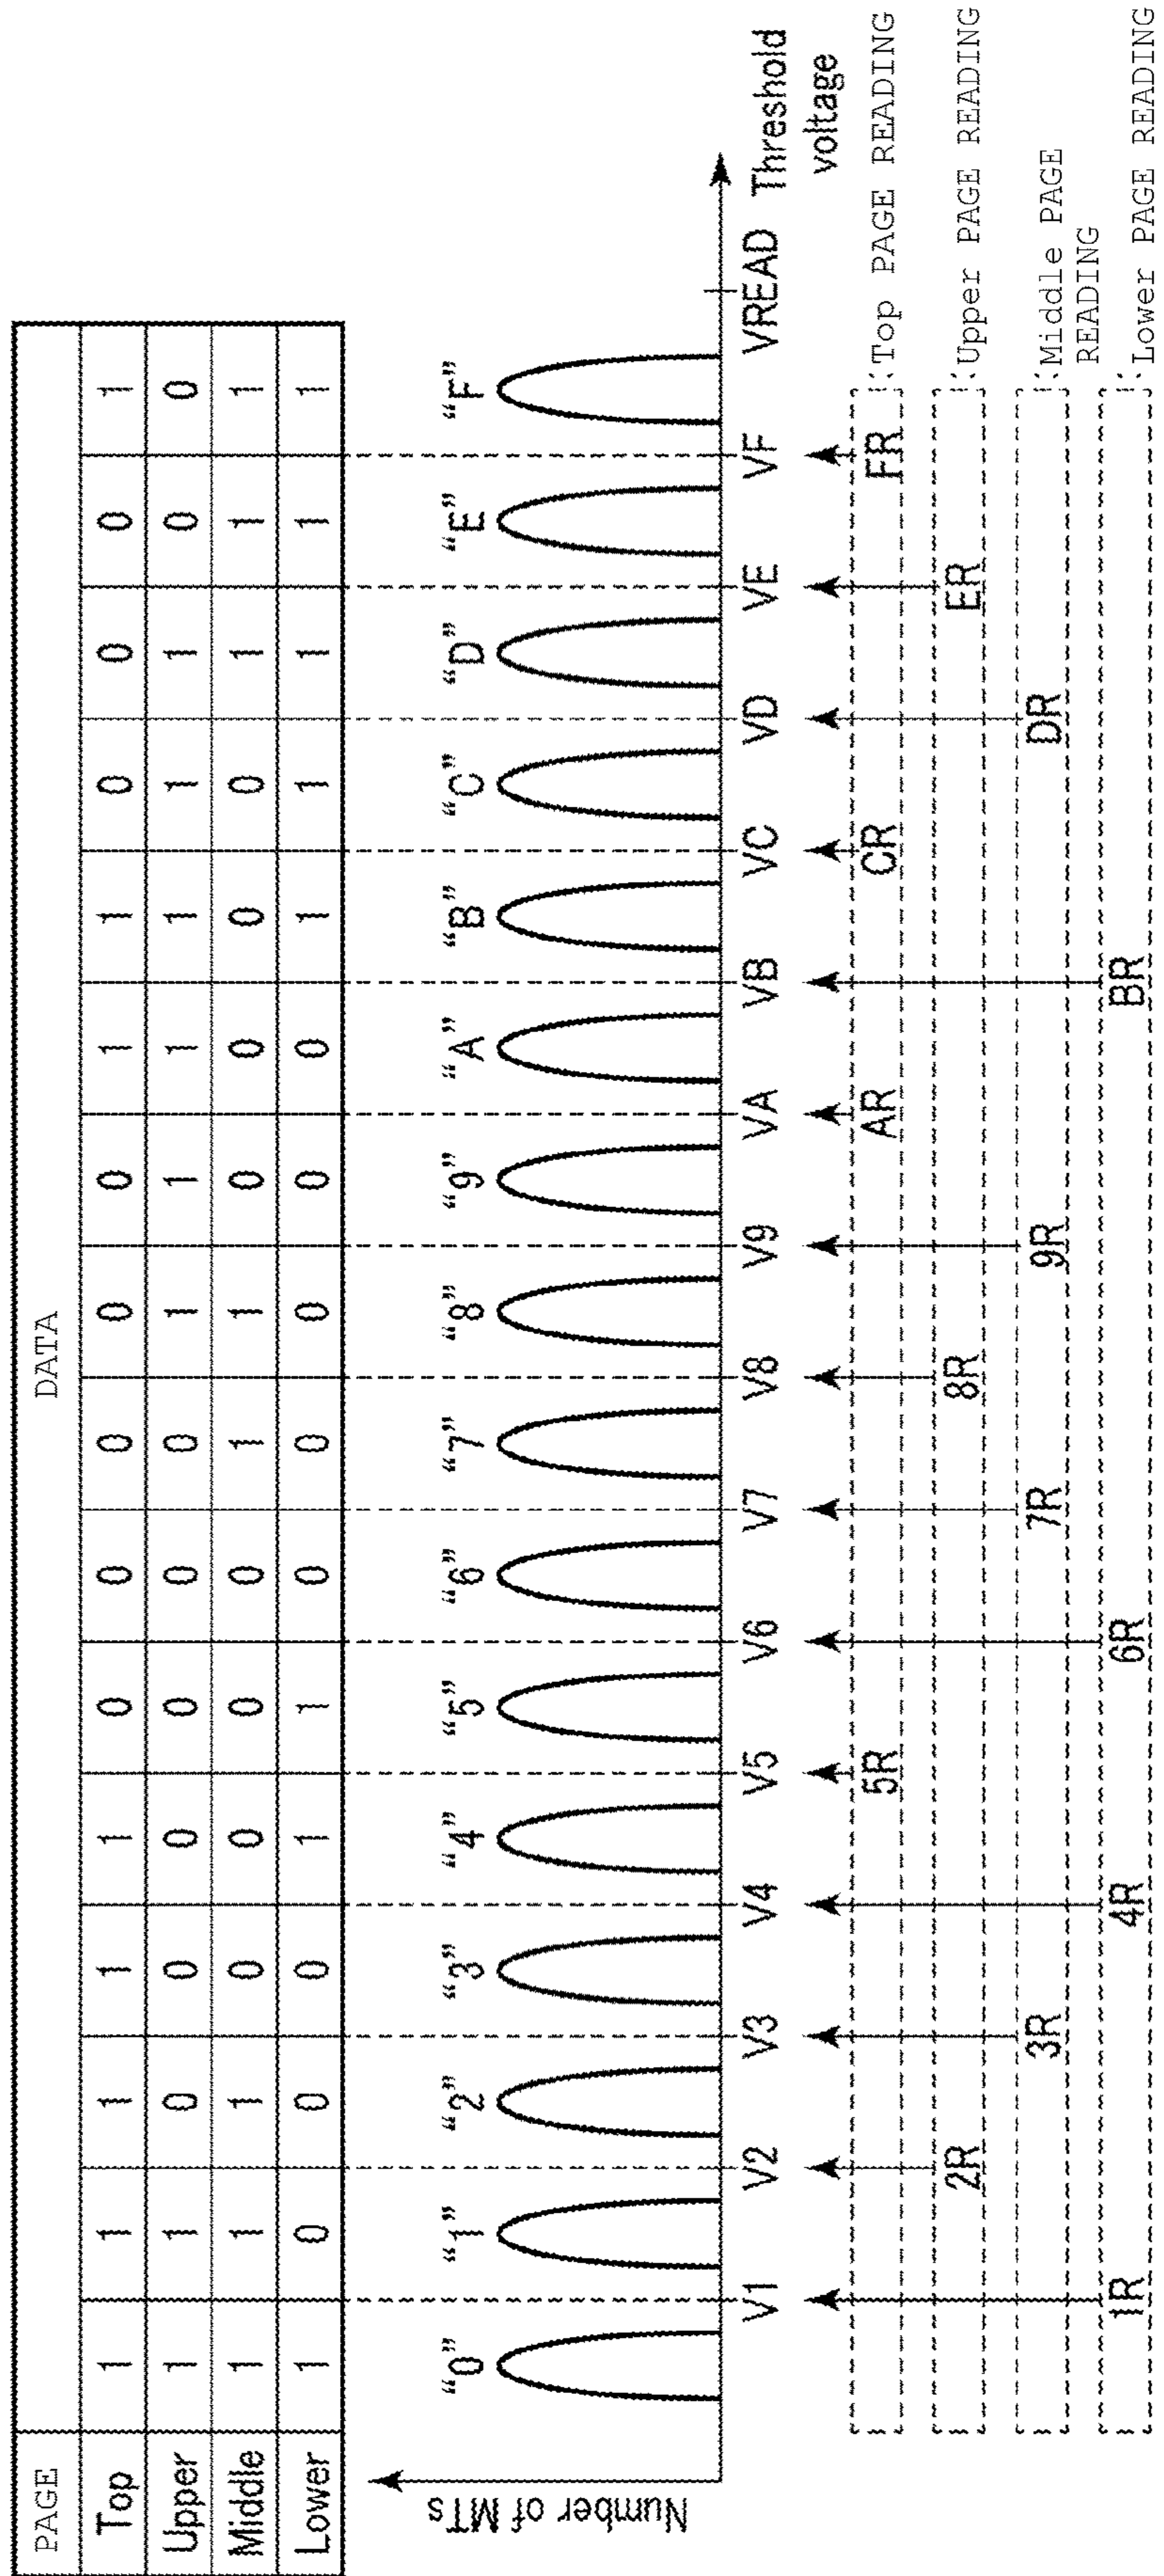 PAGE DATA
Top 1 1 1 1 1 0 0 0 0 0 1 1 0 0 0 1
Upper 1 1 0 0 0 0 0 0 1 1 1 1 1 1 0 0
Middle 1 1 1 0 0 0 0 1 1 0 0 0 0 1 1 1
Lower 1 0 0 0 1 1 0 0 0 0 0 1 1 1 1 1
Number of MTs
“0” “1” “2” “3” “4” “5” “6” “7” “8” “9” “A” “B” “C” “D” “E” “F”
V1 V2 V3 V4 V5 V6 V7 V8 V9 VA VB VC VD VE VF VREAD Threshold
voltage
5R AR CR FR Top PAGE READING
2R 8R ER Upper PAGE READING
3R 7R 9R DR Middle PAGE
READING
1R 4R 6R BR Lower PAGE READING